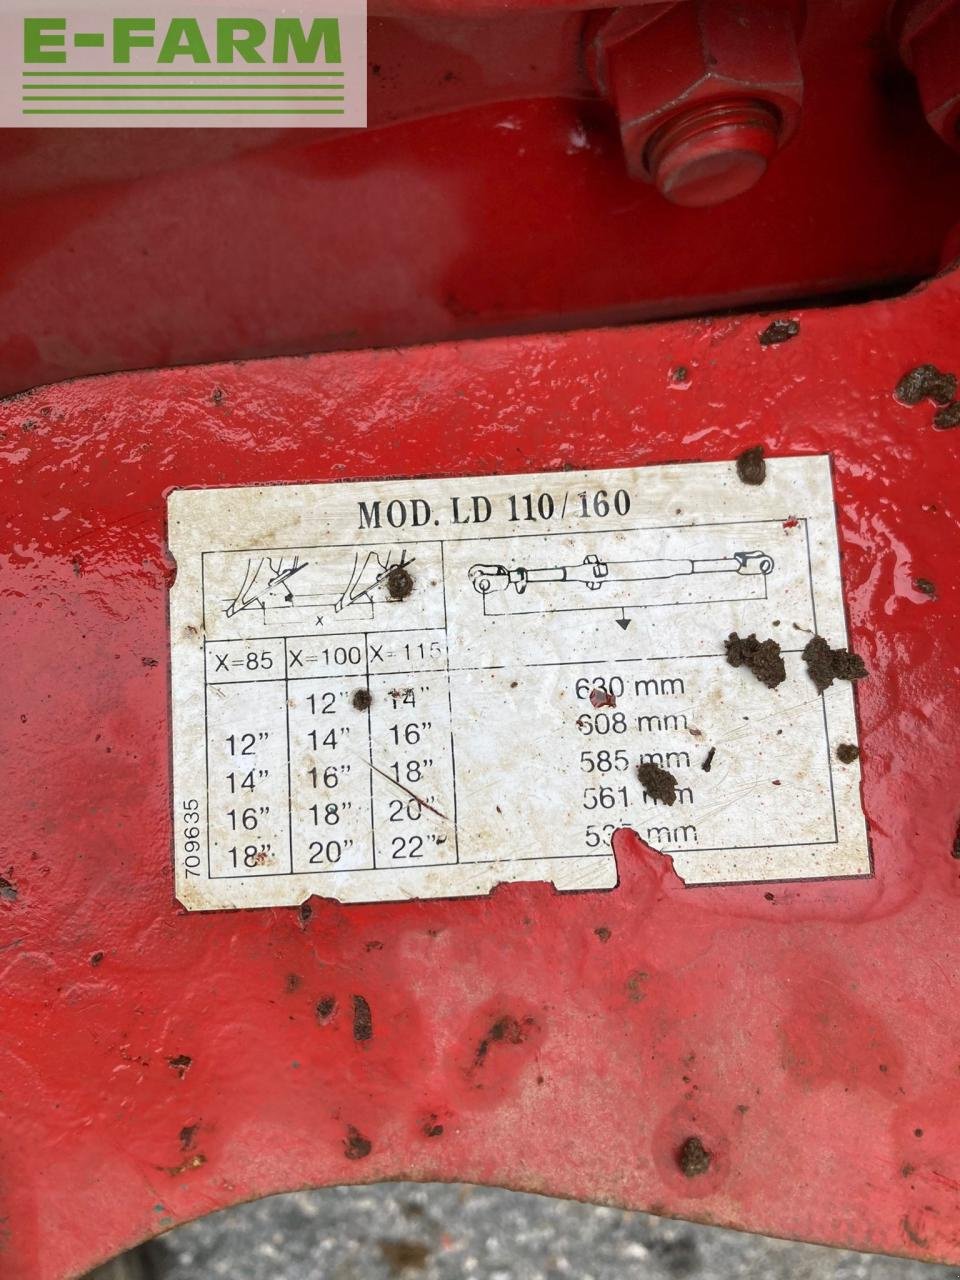 E-FARM
MOD. LD 110/160
X
X=85 X=100 X=115
12" 14" 630 mm
12" 14" 16" 608 mm
14" 16" 18" 585 mm
16" 18" 20" 561 mm
18" 20" 22" mm
709635